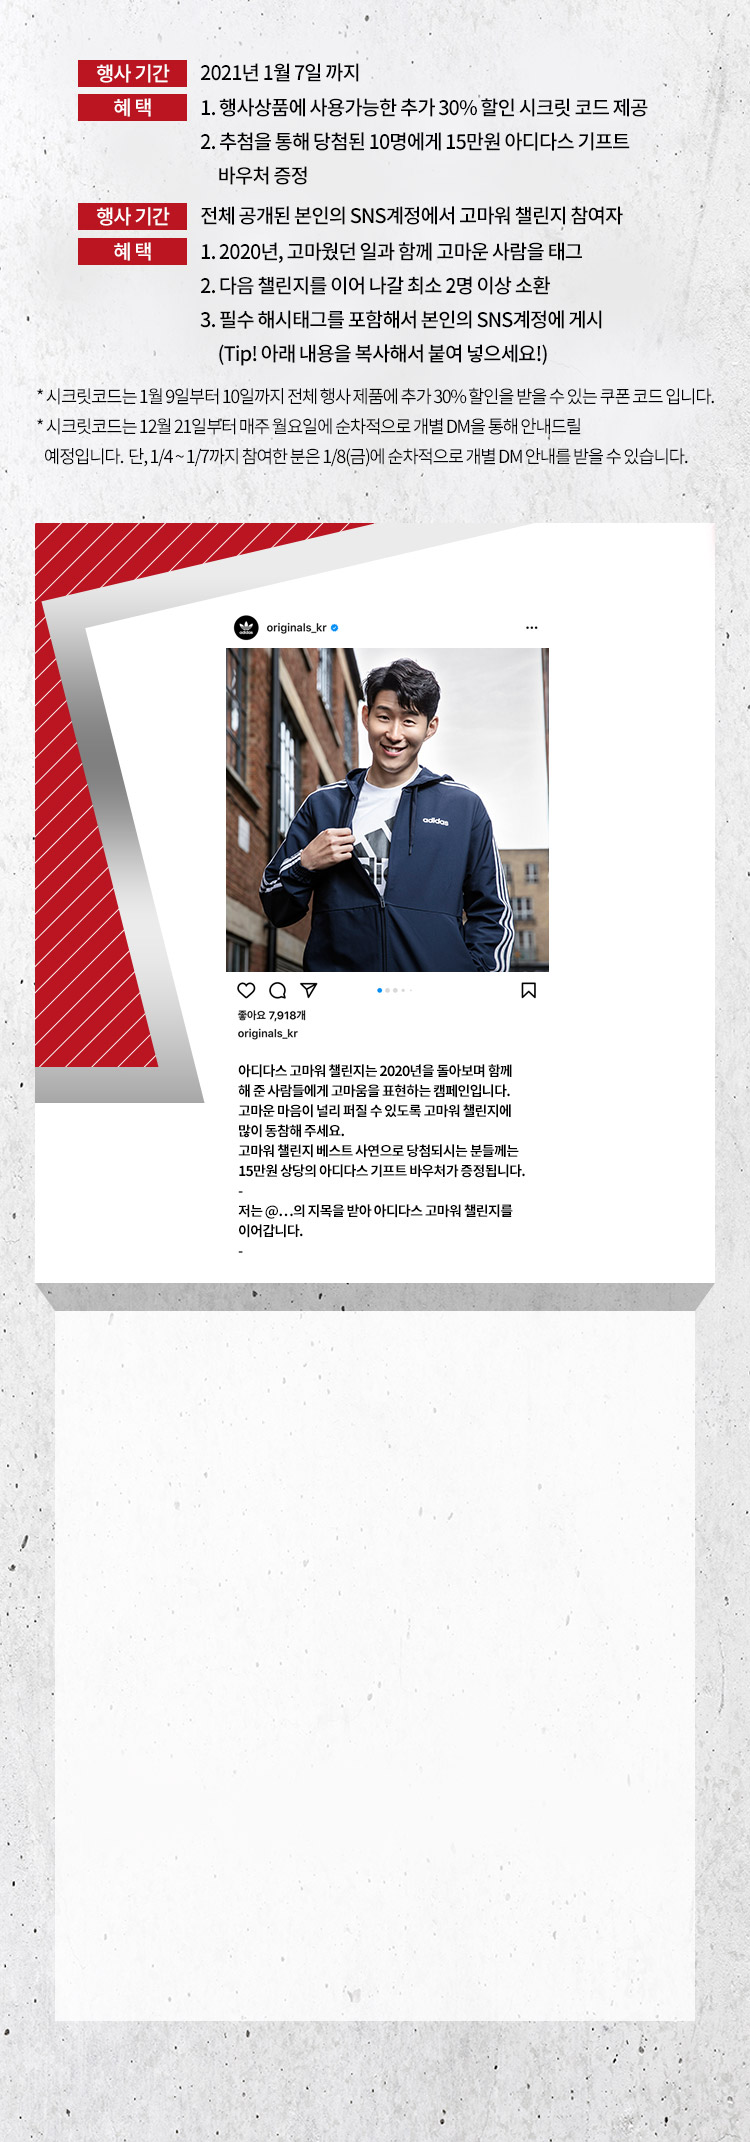 행사 기간 2021년 1월 7일 까지
혜 택 1. 행사상품에 사용가능한 추가 30% 할인 시크릿 코드 제공
2. 추첨을 통해 당첨된 10명에게 15만원 아디다스 기프트
바우처 증정
행사 기간 전체 공개된 본인의 SNS계정에서 고마워 챌린지 참여자
혜 택 1. 2020년, 고마웠던 일과 함께 고마운 사람을 태그
2. 다음 챌린지를 이어 나갈 최소 2명 이상 소환
3. 필수 해시태그를 포함해서 본인의 SNS계정에 게시
(Tip! 아래 내용을 복사해서 붙여 넣으세요!)
* 시크릿코드는 1월 9일부터 10일까지 전체 행사 제품에 추가 30% 할인을 받을 수 있는 쿠폰 코드 입니다.
* 시크릿코드는 12월 21일부터 매주 월요일에 순차적으로 개별 DM을 통해 안내드릴
예정입니다. 단, 1/4 ~ 1/7까지 참여한 분은 1/8(금)에 순차적으로 개별 DM 안내를 받을 수 있습니다.
adidas originals_kr
adidas
좋아요 7,918개
originals_kr
아디다스 고마워 챌린지는 2020년을 돌아보며 함께
해 준 사람들에게 고마움을 표현하는 캠페인입니다.
고마운 마음이 널리 퍼질 수 있도록 고마워 챌린지에
많이 동참해 주세요.
고마워 챌린지 베스트 사연으로 당첨되시는 분들께는
15만원 상당의 아디다스 기프트 바우처가 증정됩니다.
-
저는 @...의 지목을 받아 아디다스 고마워 챌린지를
이어갑니다.
-